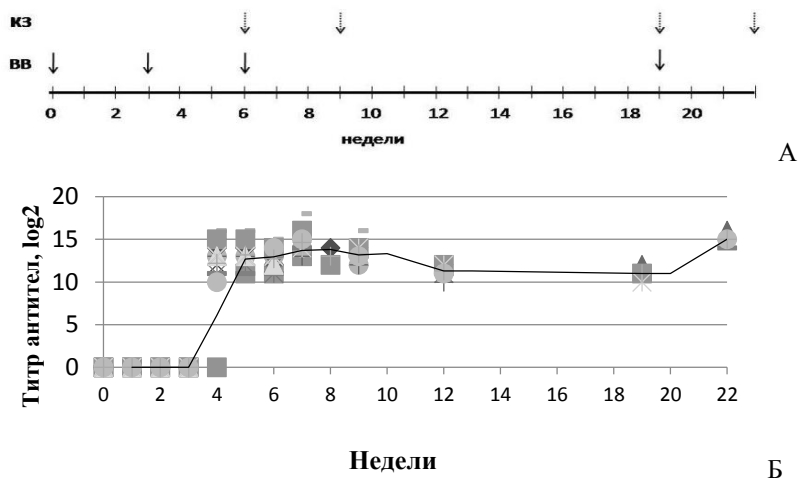 КЗ
ВВ
0 2 4 6 8 10 12 14 16 18 20
недели
А
Титр антител, log2
20
15
10
5
0
0 2 4 6 8 10 12 14 16 18 20 22
Недели
Б